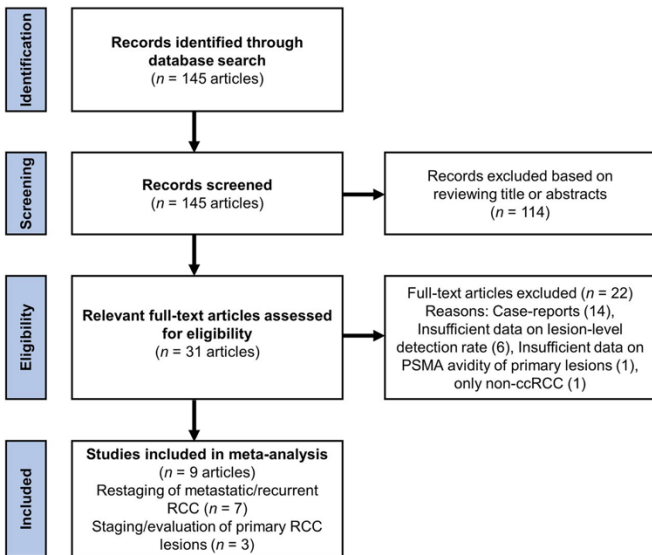 Identification
Records identified through
database search
(n = 145 articles)
Screening
Records screened
(n = 145 articles)
Records excluded based on
reviewing title or abstracts
(n = 114)
Eligibility
Relevant full-text articles assessed
for eligibility
(n = 31 articles)
Full-text articles excluded (n = 22)
Reasons: Case-reports (14),
Insufficient data on lesion-level
detection rate (6), Insufficient data on
PSMA avidity of primary lesions (1),
only non-ccRCC (1)
Included
Studies included in meta-analysis
(n = 9 articles)
Restaging of metastatic/recurrent
RCC (n = 7)
Staging/evaluation of primary RCC
lesions (n = 3)